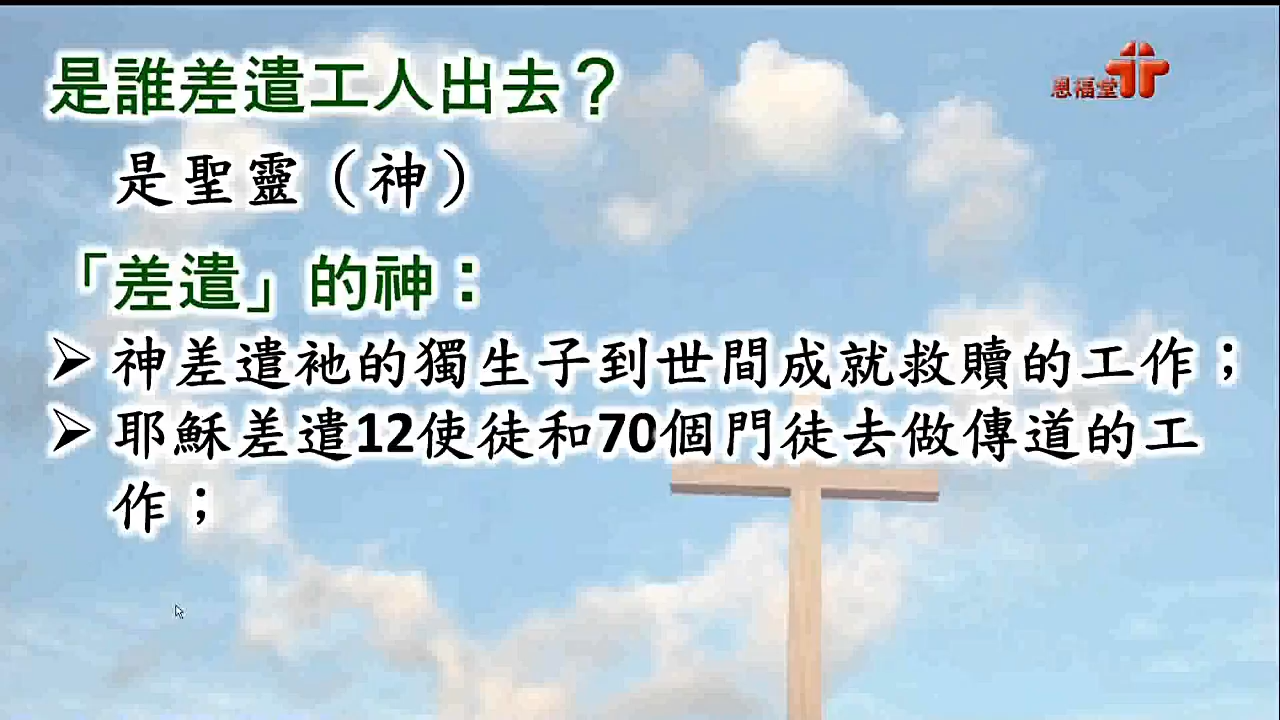 是誰差遣工人出去？
恩福堂
是聖靈（神）
「差遣」的神：
➢ 神差遣祂的獨生子到世間成就救贖的工作；
➢ 耶穌差遣12使徒和70個門徒去做傳道的工
作；